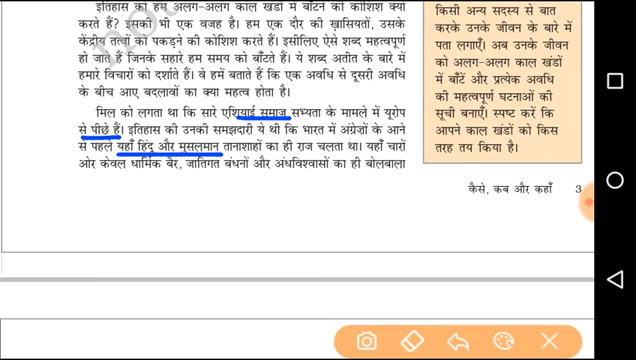 इतिहास को हम अलग-अलग काल खंडों में बाँटने की कोशिश क्यों
करते हैं? इसकी भी एक वजह है। हम एक दौर की ख़ासियतों, उसके
केंद्रीय तत्वों को पकड़ने की कोशिश करते हैं। इसीलिए ऐसे शब्द महत्वपूर्ण
हो जाते हैं जिनके सहारे हम समय को बाँटते हैं। ये शब्द अतीत के बारे में
हमारे विचारों को दर्शाते हैं। वे हमें बताते हैं कि एक अवधि से दूसरी अवधि
के बीच आए बदलावों का क्या महत्व होता है।
मिल को लगता था कि सारे एशियाई समाज सभ्यता के मामले में यूरोप
से पीछे हैं। इतिहास की उनकी समझदारी ये थी कि भारत में अंग्रेज़ों के आने
से पहले यहाँ हिंदू और मुसलमान तानाशाहों का ही राज चलता था। यहाँ चारों
ओर केवल धार्मिक बैर, जातिगत बंधनों और अंधविश्वासों का ही बोलबाला
किसी अन्य सदस्य से बात
करके उनके जीवन के बारे में
पता लगाएँ। अब उनके जीवन
को अलग-अलग काल खंडों
में बाँटें और प्रत्येक अवधि
की महत्वपूर्ण घटनाओं की
सूची बनाएँ। स्पष्ट करें कि
आपने काल खंडों को किस
तरह तय किया है।
कैसे, कब और कहाँ 3